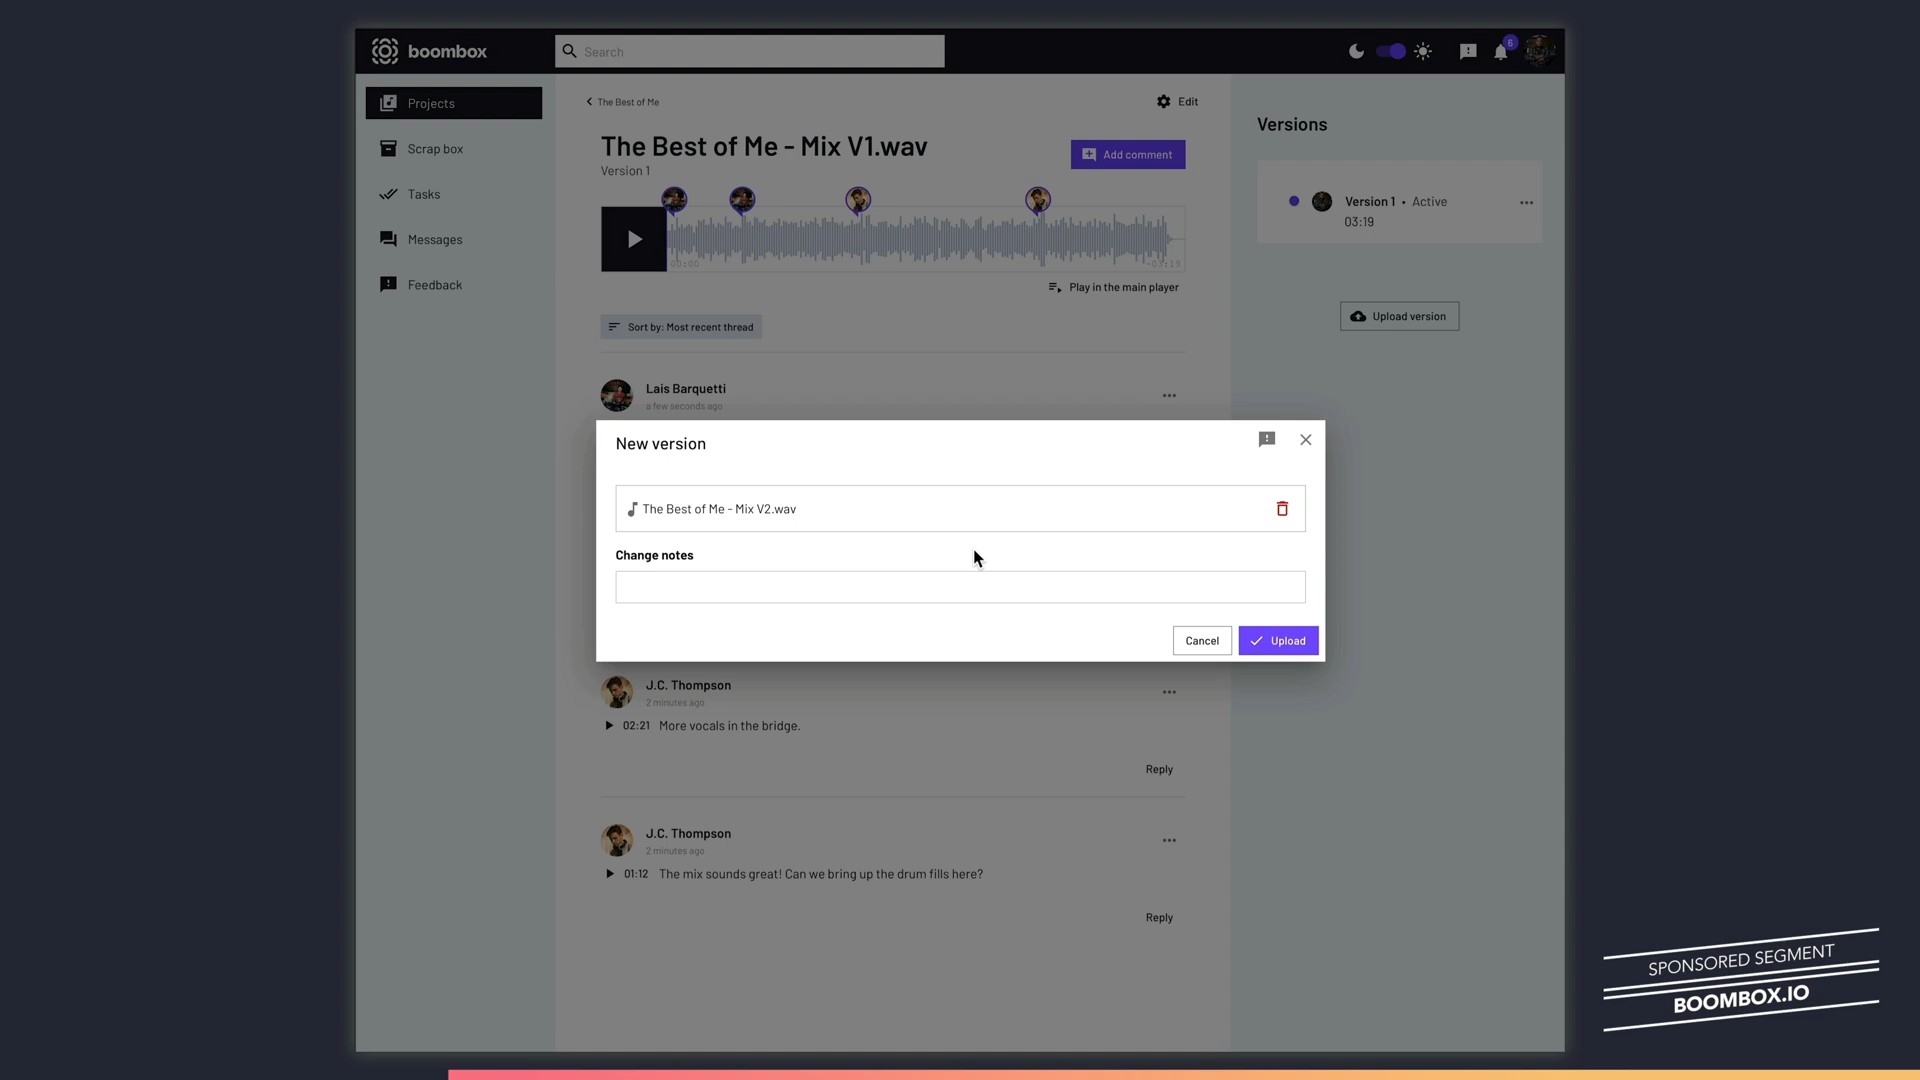 boombox
Search
6
Projects
Scrap box
Tasks
Messages
Feedback
The Best of Me
Edit
The Best of Me - Mix V1.wav
Version 1
Add comment
00:00
-03:19
Play in the main player
Sort by: Most recent thread
Lais Barquetti
a few seconds ago
Versions
Version 1 • Active
03:19
Upload version
New version
The Best of Me - Mix V2.wav
Change notes
Cancel
Upload
J.C. Thompson
2 minutes ago
02:21 More vocals in the bridge.
Reply
J.C. Thompson
2 minutes ago
01:12 The mix sounds great! Can we bring up the drum fills here?
Reply
SPONSORED SEGMENT
BOOMBOX.IO